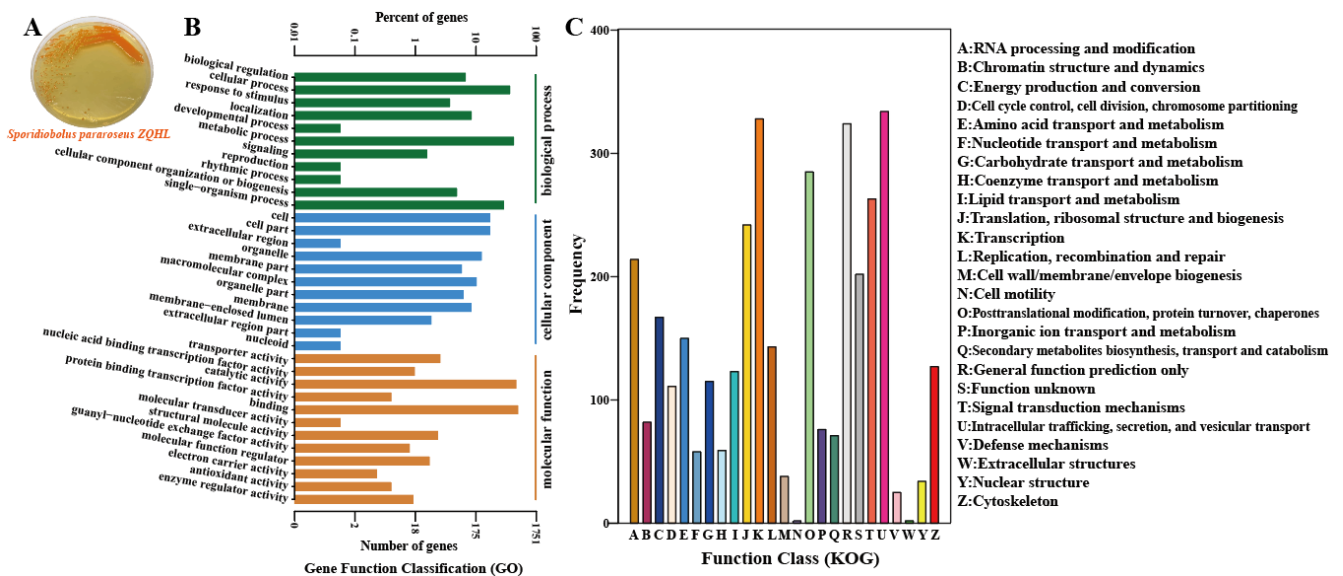 A
Sporidiobolus pararoseus ZQHL
B
Percent of genes
0.01
0.1
1
10
100
biological regulation
cellular process
response to stimulus
localization
developmental process
metabolic process
signaling
reproduction
rhythmic process
cellular component organization or biogenesis
single-organism process
cell
cell part
extracellular region
organelle
membrane part
macromolecular complex
organelle part
membrane
membrane-enclosed lumen
extracellular region part
nucleoid
transporter activity
nucleic acid binding transcription factor activity
catalytic activity
protein binding transcription factor activity
binding
molecular transducer activity
structural molecule activity
guanyl-nucleotide exchange factor activity
molecular function regulator
electron carrier activity
antioxidant activity
enzyme regulator activity
biological process
cellular component
molecular function
0
2
18
175
1751
Number of genes
Gene Function Classification (GO)
C
400
300
200
100
0
Frequency
A B C D E F G H I J K L M N O P Q R S T U V W Y Z
Function Class (KOG)
A:RNA processing and modification
B:Chromatin structure and dynamics
C:Energy production and conversion
D:Cell cycle control, cell division, chromosome partitioning
E:Amino acid transport and metabolism
F:Nucleotide transport and metabolism
G:Carbohydrate transport and metabolism
H:Coenzyme transport and metabolism
I:Lipid transport and metabolism
J:Translation, ribosomal structure and biogenesis
K:Transcription
L:Replication, recombination and repair
M:Cell wall/membrane/envelope biogenesis
N:Cell motility
O:Posttranslational modification, protein turnover, chaperones
P:Inorganic ion transport and metabolism
Q:Secondary metabolites biosynthesis, transport and catabolism
R:General function prediction only
S:Function unknown
T:Signal transduction mechanisms
U:Intracellular trafficking, secretion, and vesicular transport
V:Defense mechanisms
W:Extracellular structures
Y:Nuclear structure
Z:Cytoskeleton